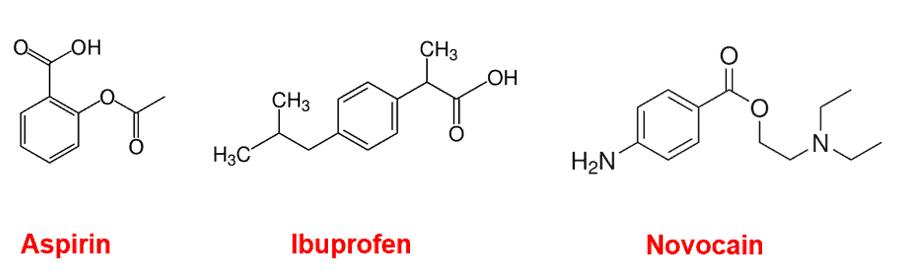 O OH
O
O
Aspirin
CH3
CH3
H3C
OH
O
Ibuprofen
O
O
N
H2N
Novocain